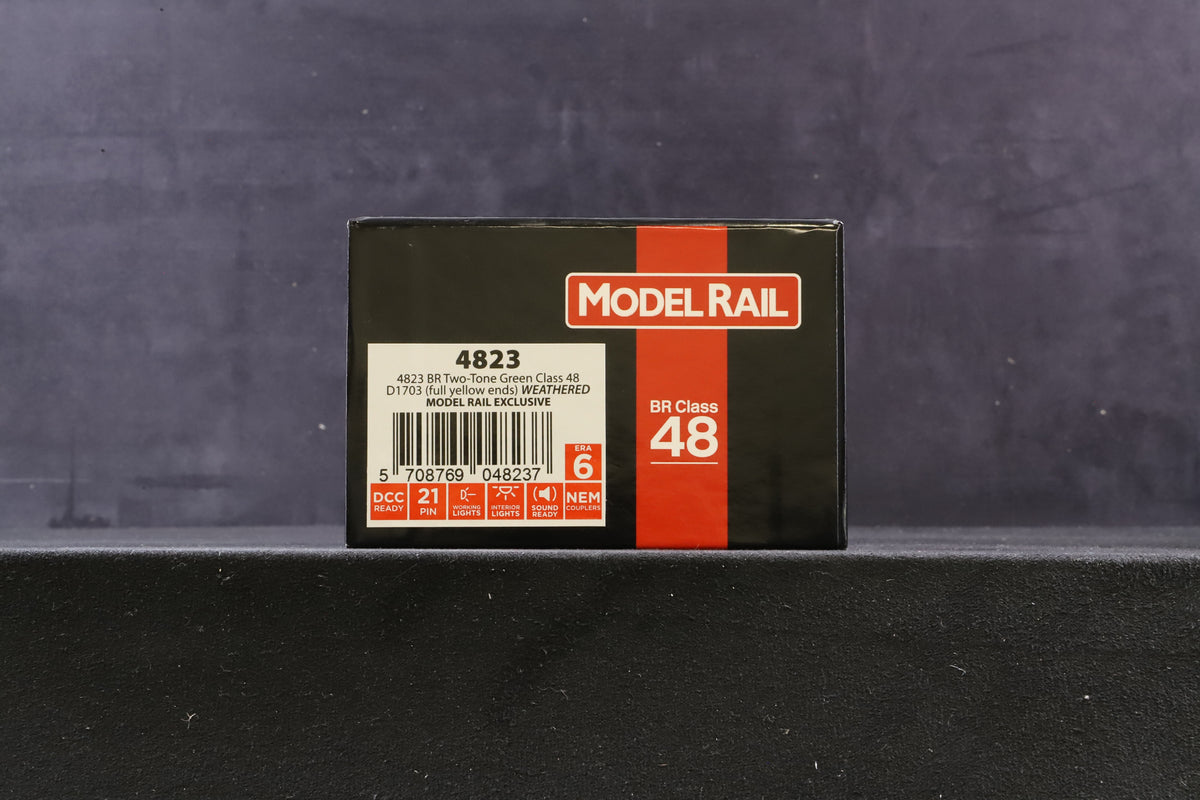 MODEL RAIL
4823
4823 BR Two-Tone Green Class 48
D1703 (full yellow ends) WEATHERED
MODEL RAIL EXCLUSIVE
5 708769 048237
ERA
6
DCC
READY
21
PIN
WORKING
LIGHTS
INTERIOR
LIGHTS
SOUND
READY
NEM
COUPLERS
BR Class
48